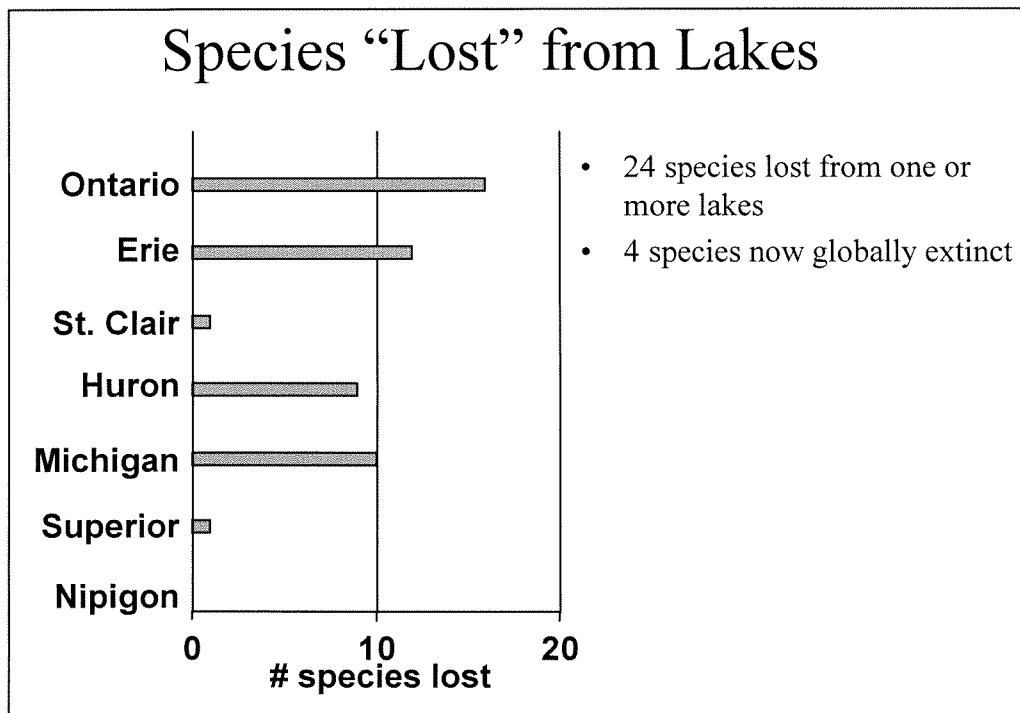 Species “Lost” from Lakes
Ontario
Erie
St. Clair
Huron
Michigan
Superior
Nipigon
0 10 20
# species lost
• 24 species lost from one or
more lakes
• 4 species now globally extinct